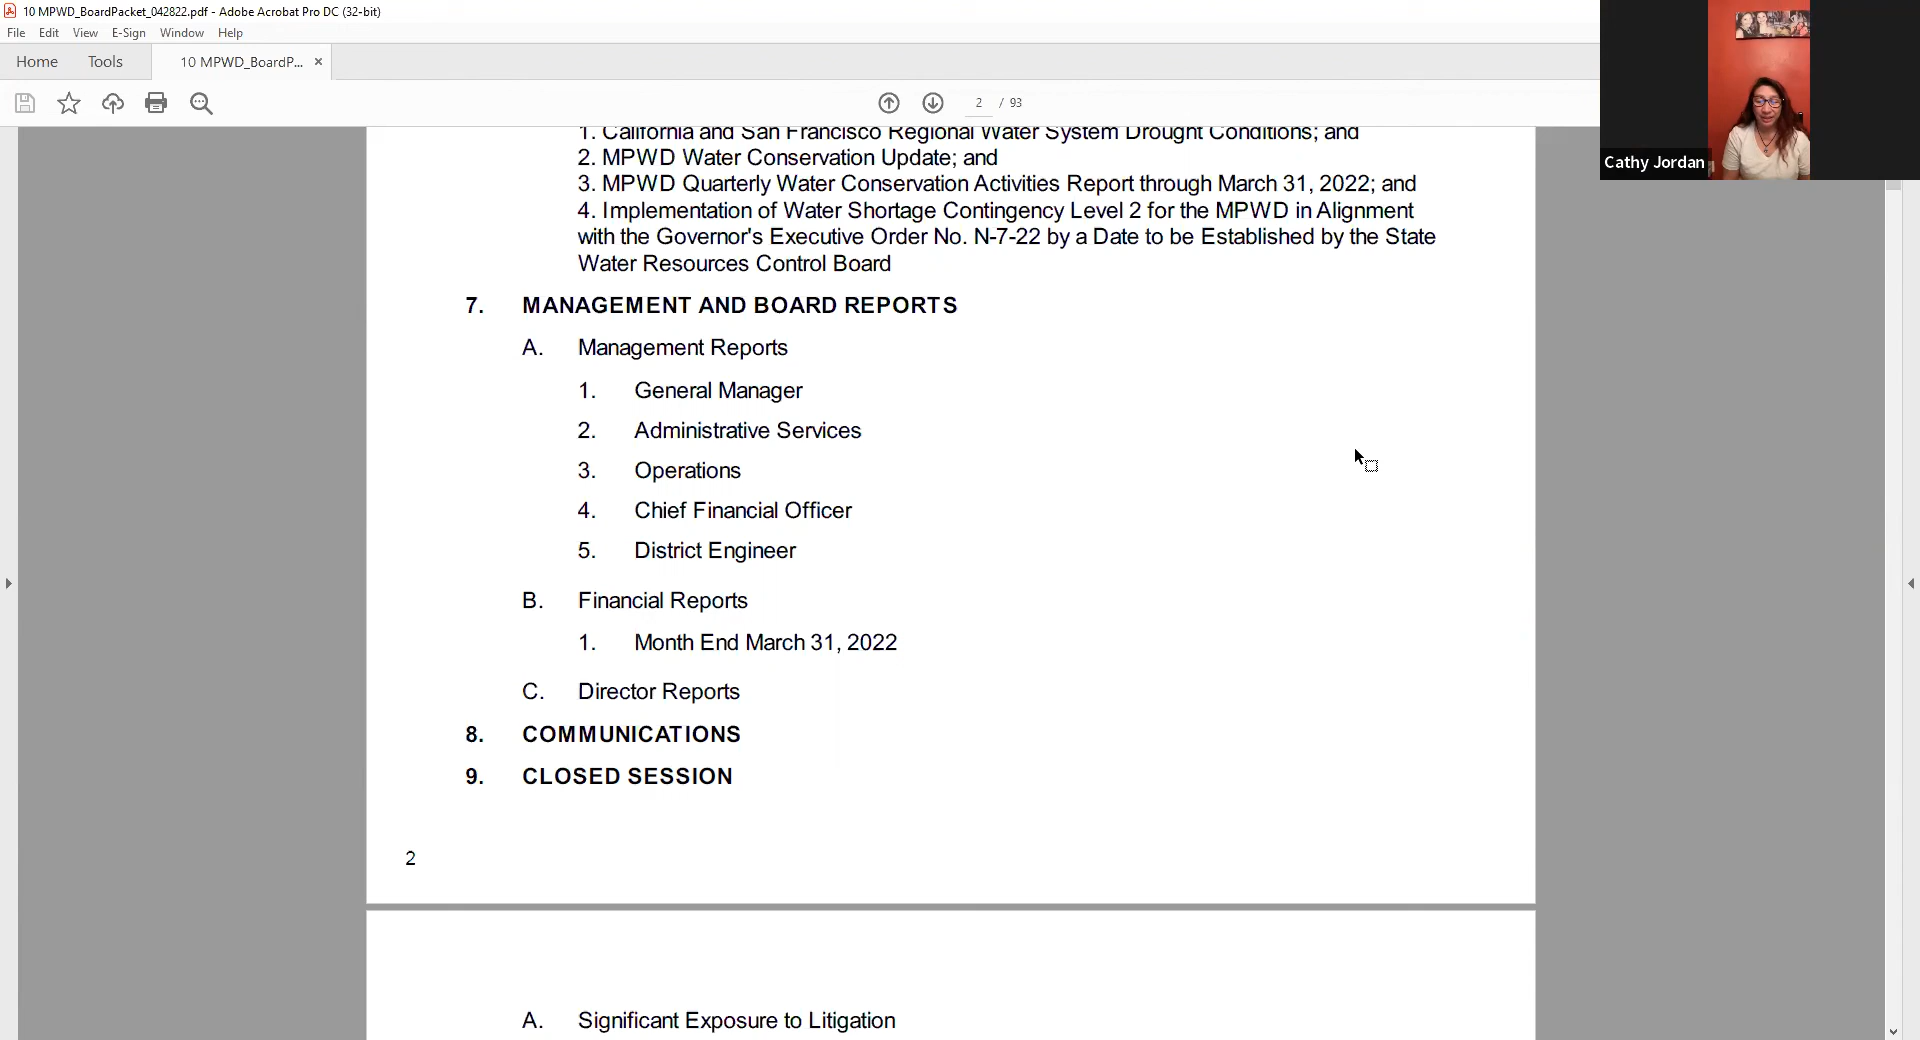 10 MPWD_BoardPacket_042822.pdf - Adobe Acrobat Pro DC (32-bit)
File Edit View E-Sign Window Help
Home Tools 10 MPWD_BoardP... ×
2 / 93
Cathy Jordan
1. California and San Francisco Regional Water System Drought Conditions; and
2. MPWD Water Conservation Update; and
3. MPWD Quarterly Water Conservation Activities Report through March 31, 2022; and
4. Implementation of Water Shortage Contingency Level 2 for the MPWD in Alignment
with the Governor's Executive Order No. N-7-22 by a Date to be Established by the State
Water Resources Control Board
7. MANAGEMENT AND BOARD REPORTS
A. Management Reports
1. General Manager
2. Administrative Services
3. Operations
4. Chief Financial Officer
5. District Engineer
B. Financial Reports
1. Month End March 31, 2022
C. Director Reports
8. COMMUNICATIONS
9. CLOSED SESSION
2
A. Significant Exposure to Litigation